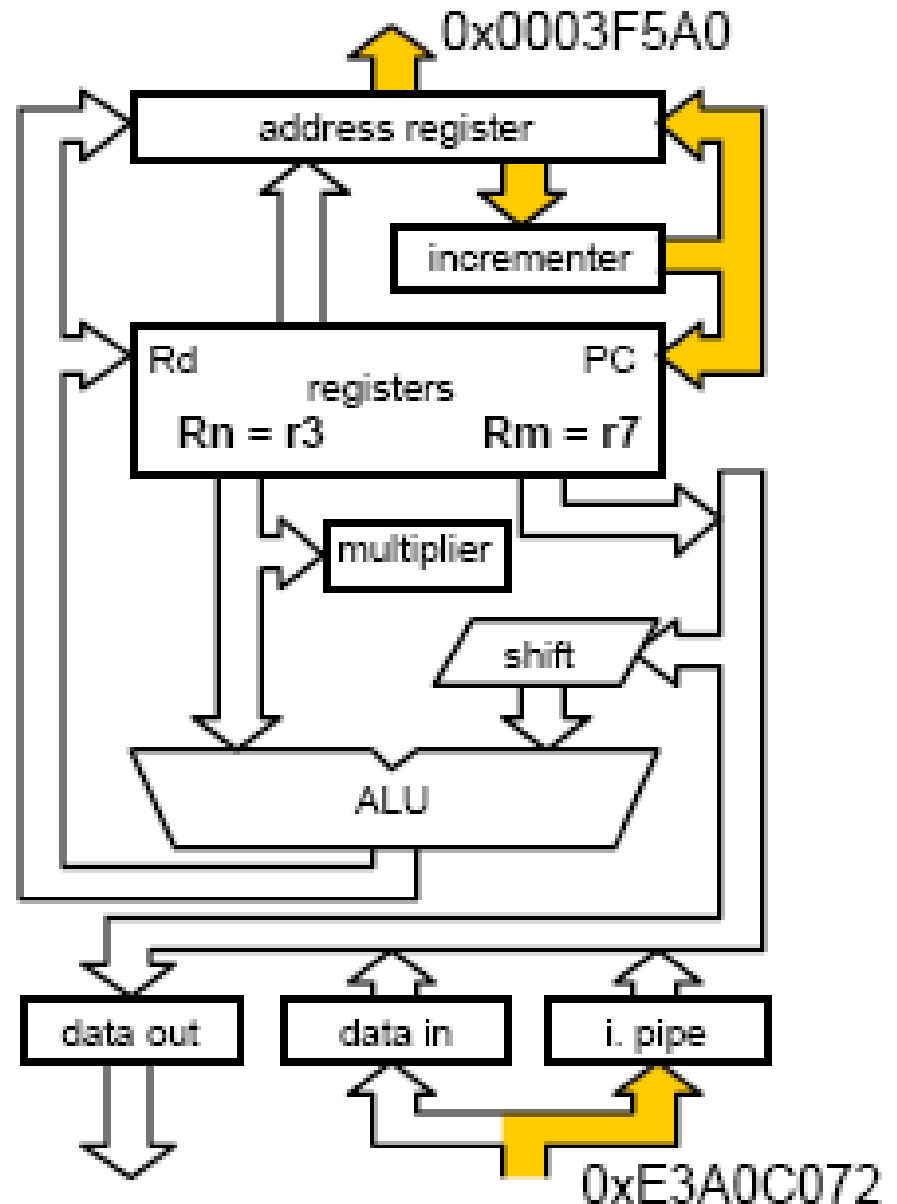 0x0003F5A0
address register
incrementer
Rd PC
registers
Rn = r3 Rm = r7
multiplier
shift
ALU
data out data in i. pipe
0xE3A0C072